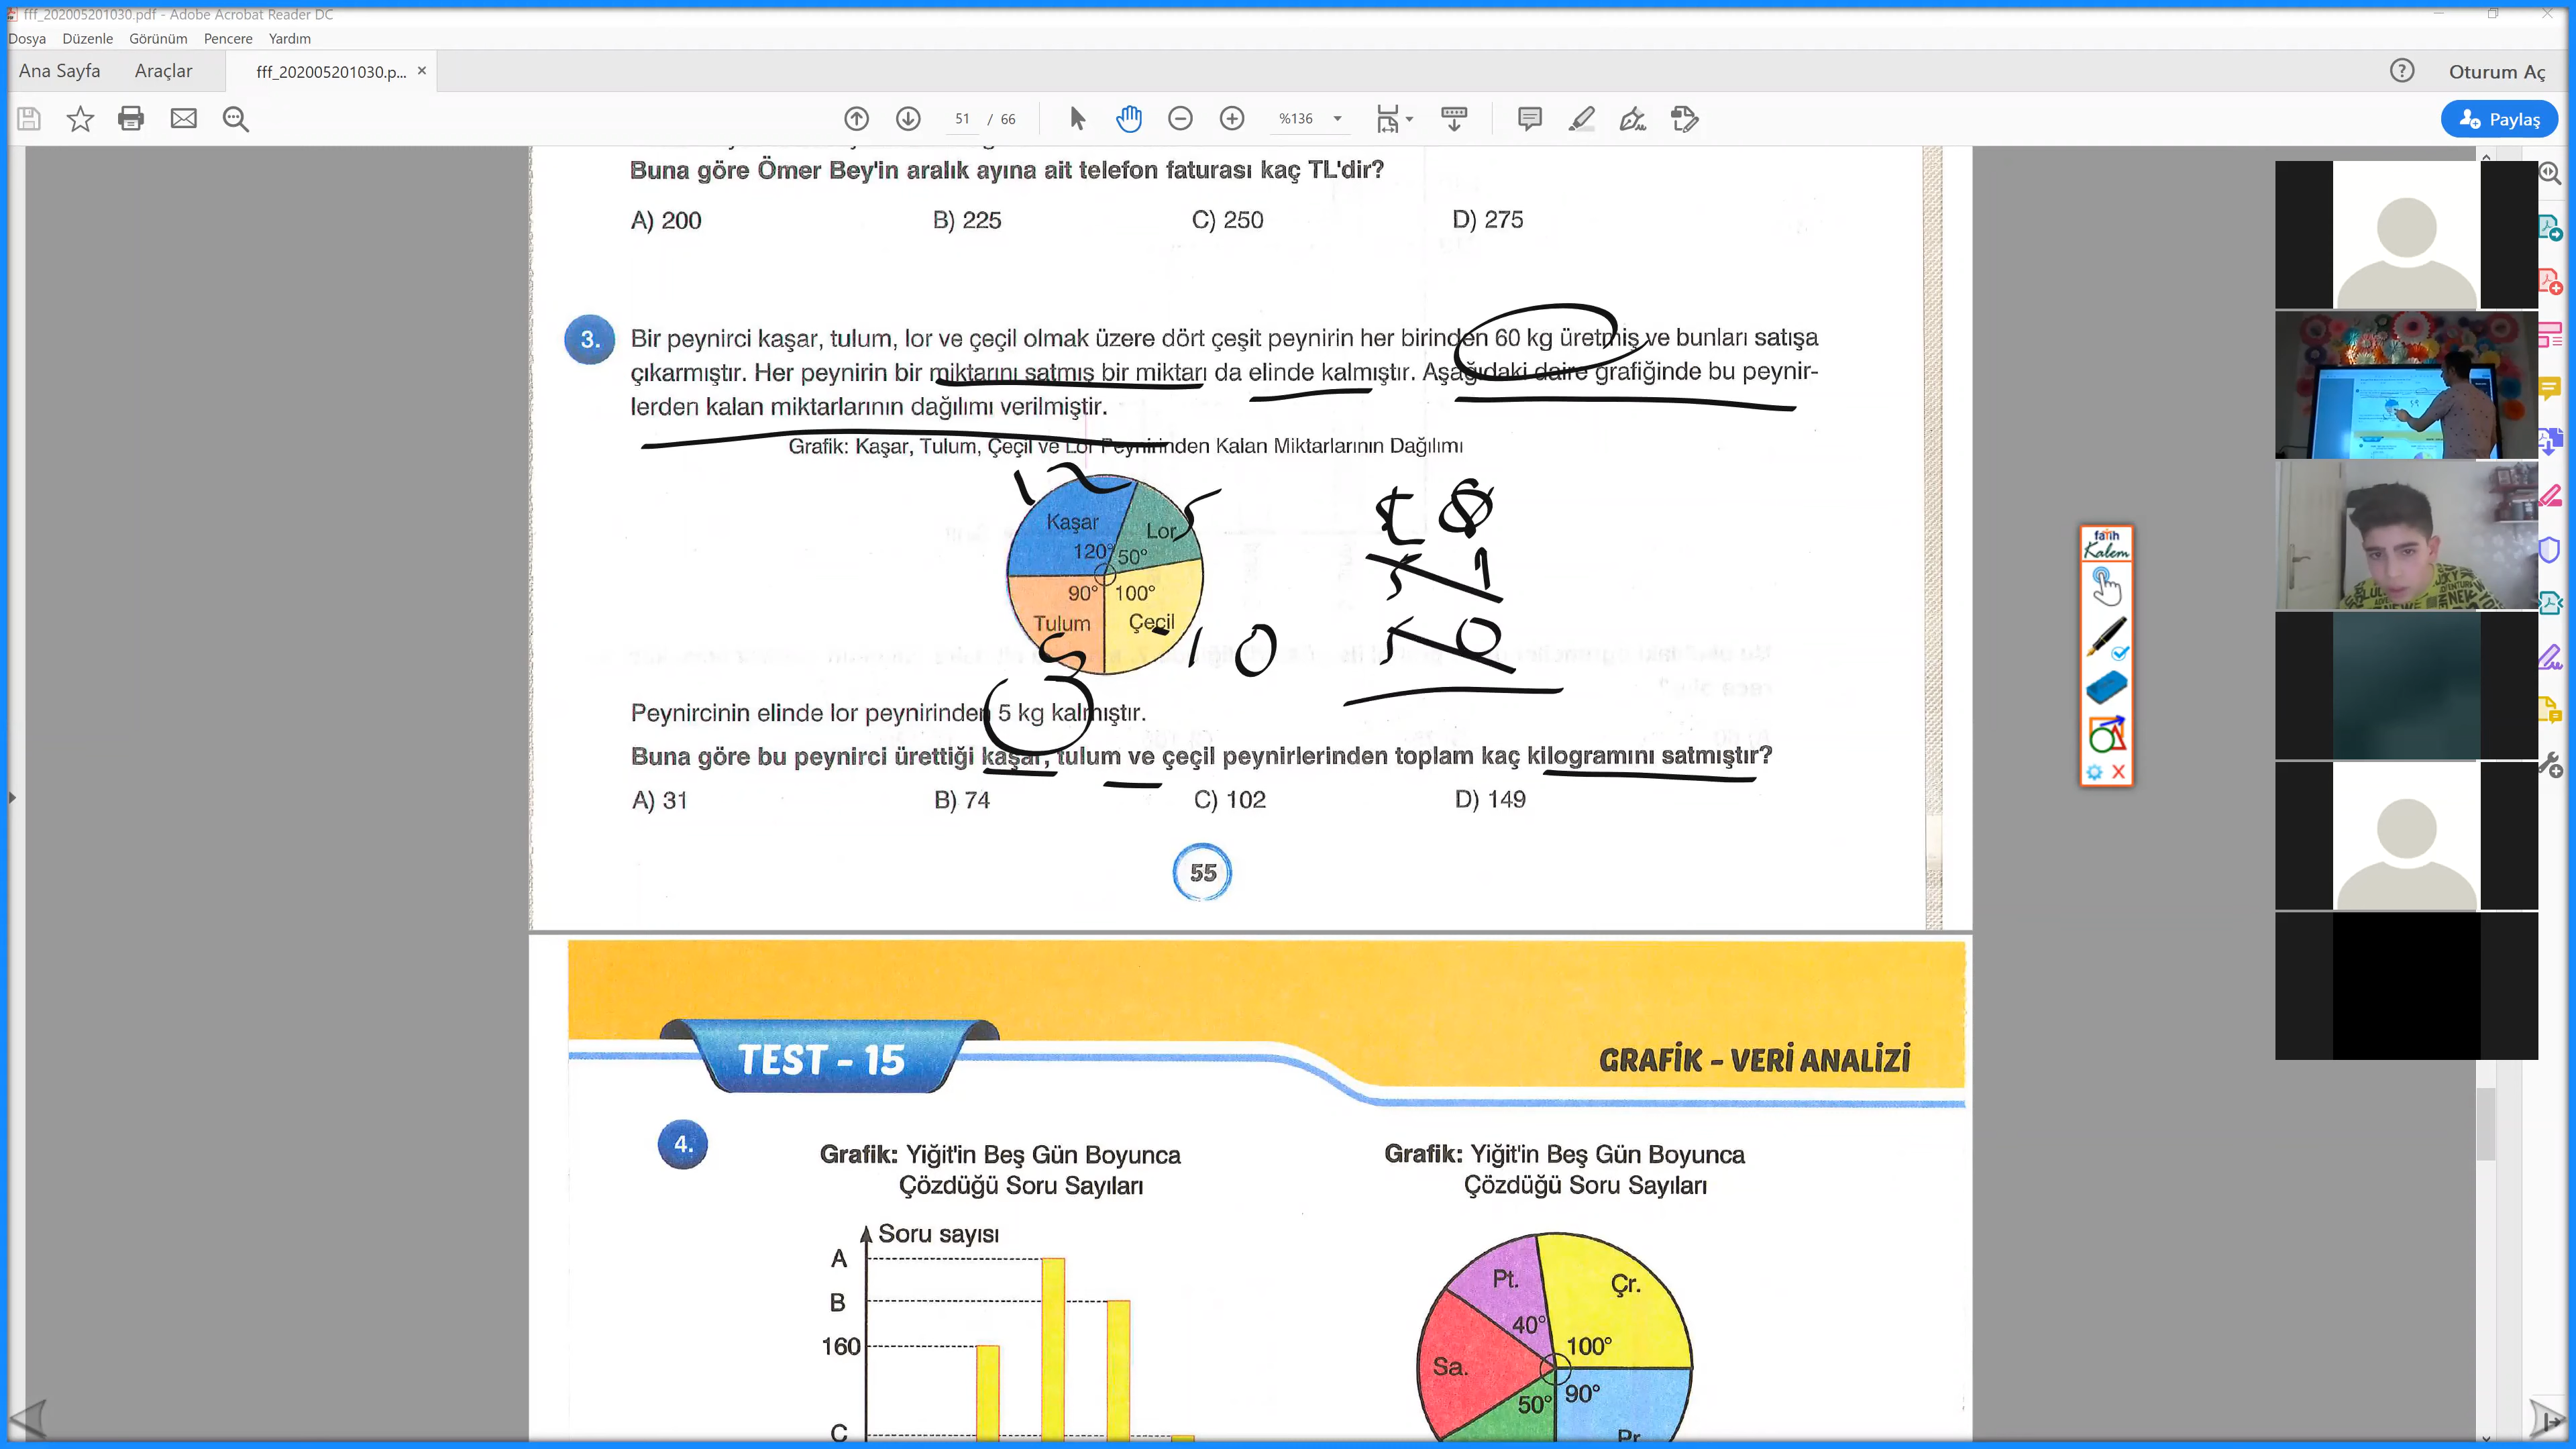 fff_202005201030.pdf - Adobe Acrobat Reader DC
Dosya Düzenle Görünüm Pencere Yardım
Ana Sayfa Araçlar fff_202005201030.p... × Oturum Aç
51 / 66 %136 Paylaş
Buna göre Ömer Bey'in aralık ayına ait telefon faturası kaç TL'dir?
A) 200 B) 225 C) 250 D) 275
3. Bir peynirci kaşar, tulum, lor ve çeçil olmak üzere dört çeşit peynirin her birinden 60 kg üretmiş ve bunları satışa
çıkarmıştır. Her peynirin bir miktarını satmış bir miktarı da elinde kalmıştır. Aşağıdaki daire grafiğinde bu peynir-
lerden kalan miktarlarının dağılımı verilmiştir.
Grafik: Kaşar, Tulum, Çeçil ve Lor Peynirinden Kalan Miktarlarının Dağılımı
12
5
Kaşar
Lor
120° 50°
90° 100°
Tulum Çeçil
10
Peynircinin elinde lor peynirinden 5 kg kalmıştır.
Buna göre bu peynirci ürettiği kaşar, tulum ve çeçil peynirlerinden toplam kaç kilogramını satmıştır?
A) 31 B) 74 C) 102 D) 149
55
fatih
Kalem
TEST - 15
GRAFİK - VERİ ANALİZİ
4.
Grafik: Yiğit'in Beş Gün Boyunca
Çözdüğü Soru Sayıları
Soru sayısı
A
B
160
C
Grafik: Yiğit'in Beş Gün Boyunca
Çözdüğü Soru Sayıları
Pt.
Çr.
40°
100°
Sa.
50° 90°
Pr.